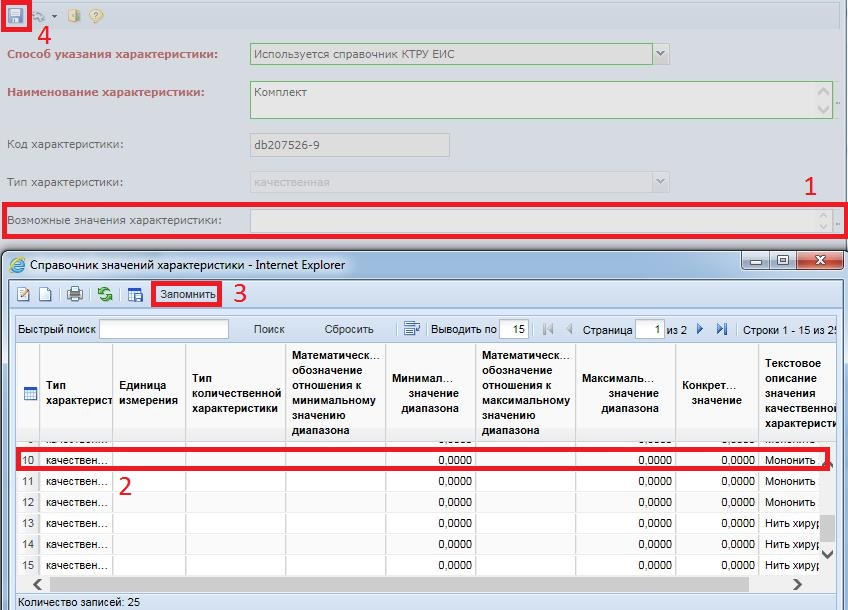 4
Способ указания характеристики: Используется справочник КТРУ ЕИС
Наименование характеристики: Комплект
Код характеристики: db207526-9
Тип характеристики: качественная
1
Возможные значения характеристики:
Справочник значений характеристики - Internet Explorer
Запомнить 3
Быстрый поиск Поиск Сбросить Выводить по 15 Страница 1 из 2 Строки 1 - 15 из 25
Тип характерист
Единица измерения
Тип количественной характеристики
Математическ... обозначение отношения к минимальному значению диапазона
Минимал... значение диапазона
Математическ... обозначение отношения к максимальному значению диапазона
Максималь... значение диапазона
Конкрет... значение
Текстовое описание значения качественной характеристи
10 качествен... 0,0000 0,0000 0,0000 Мононить
11 качествен... 0,0000 0,0000 0,0000 Мононить
2
12 качествен... 0,0000 0,0000 0,0000 Мононить
13 качествен... 0,0000 0,0000 0,0000 Нить хирур
14 качествен... 0,0000 0,0000 0,0000 Нить хирур
15 качествен... 0,0000 0,0000 0,0000 Нить хирур
Количество записей: 25